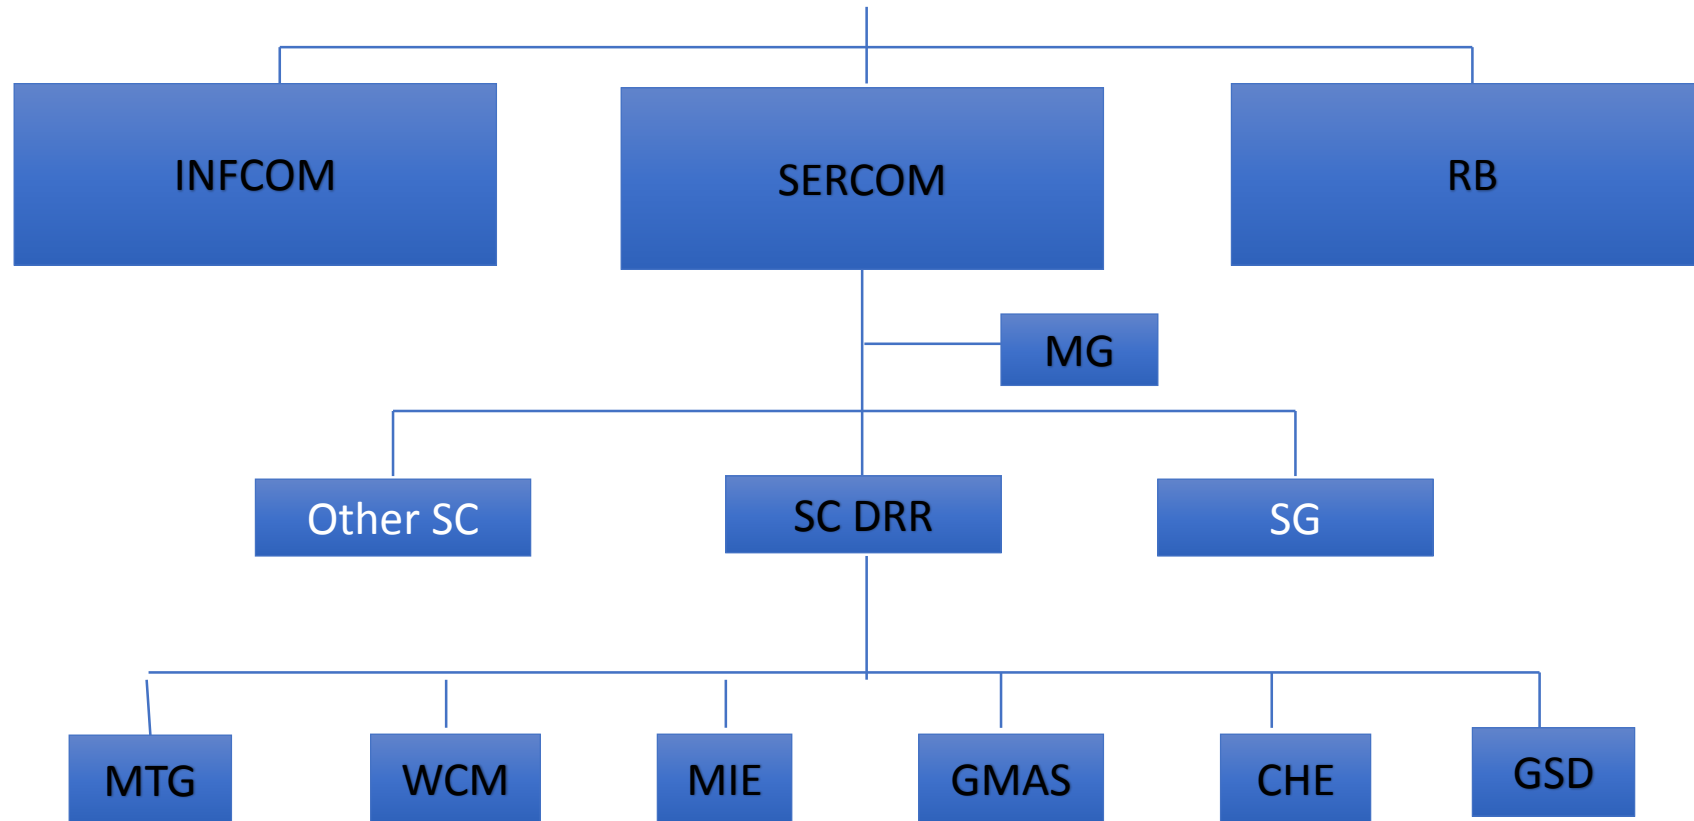 INFCOM
SERCOM
RB
MG
Other SC
SC DRR
SG
MTG
WCM
MIE
GMAS
CHE
GSD